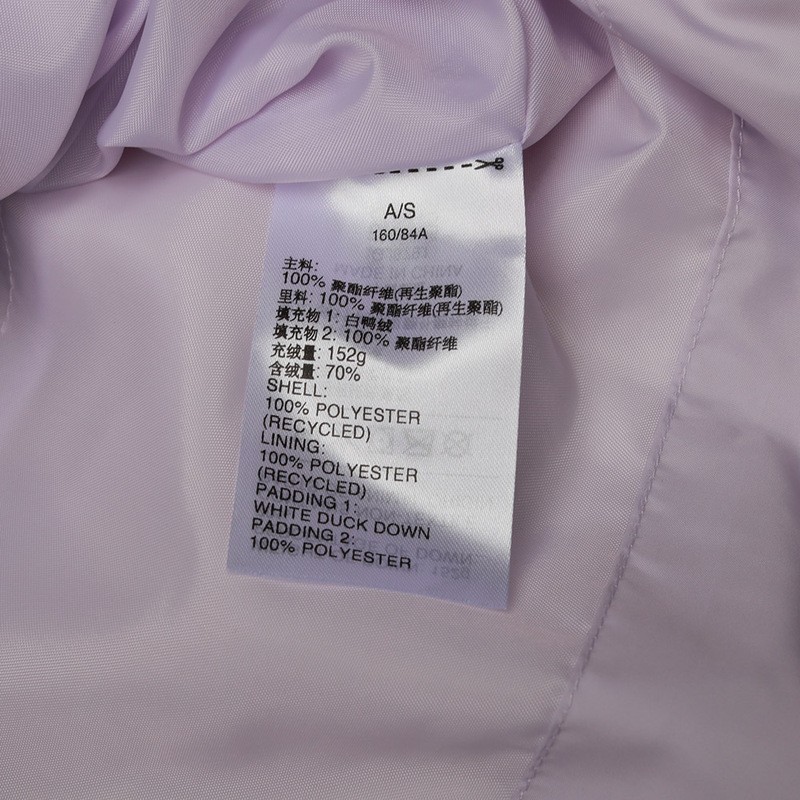 A/S
160/84A
主料:
100% 聚酯纤维(再生聚酯)
里料: 100% 聚酯纤维(再生聚酯)
填充物 1: 白鸭绒
填充物 2: 100% 聚酯纤维
充绒量: 152g
含绒量: 70%
SHELL:
100% POLYESTER
(RECYCLED)
LINING:
100% POLYESTER
(RECYCLED)
PADDING 1:
WHITE DUCK DOWN
PADDING 2:
100% POLYESTER